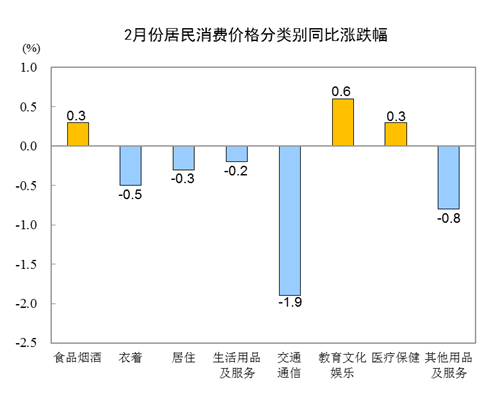 2月份居民消费价格分类别同比涨跌幅
(%)
1.0
0.5
0.0
-0.5
-1.0
-1.5
-2.0
-2.5
0.3
-0.5
-0.3
-0.2
-1.9
0.6
0.3
-0.8
食品烟酒
衣着
居住
生活用品
及服务
交通
通信
教育文化
娱乐
医疗保健
其他用品
及服务